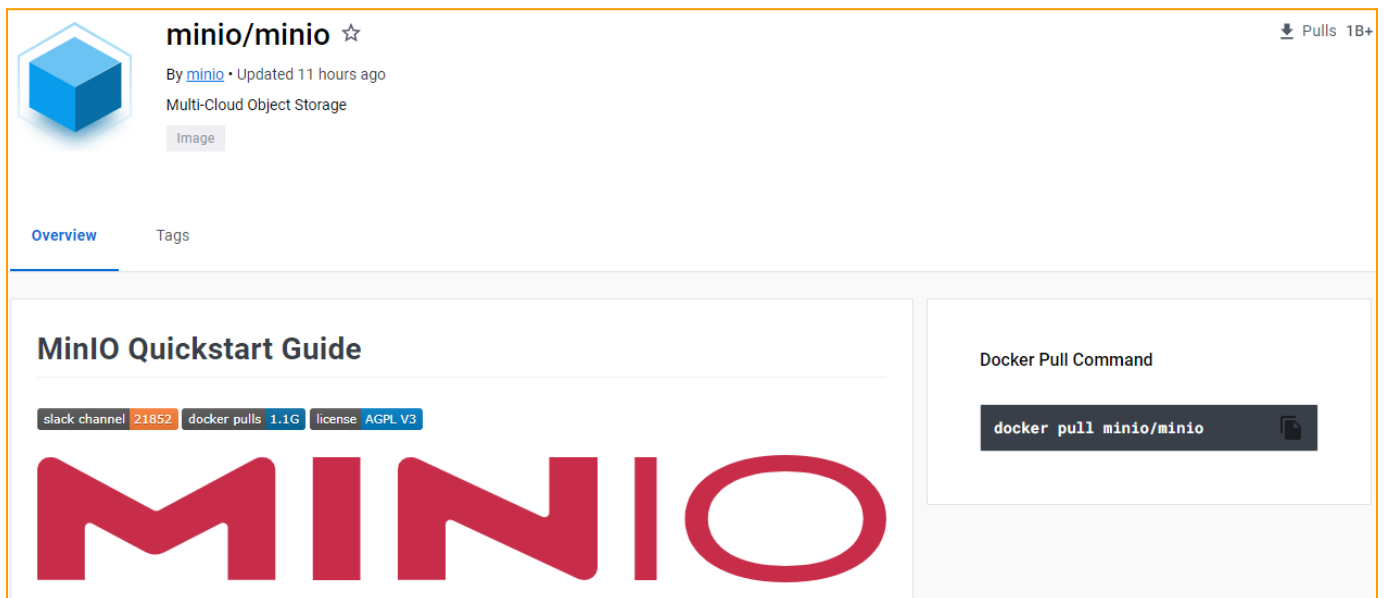 minio/minio
Pulls 1B+
By minio • Updated 11 hours ago
Multi-Cloud Object Storage
Image
Overview Tags
MinIO Quickstart Guide
slack channel 21852 docker pulls 1.1G license AGPL V3
MINIO
Docker Pull Command
docker pull minio/minio